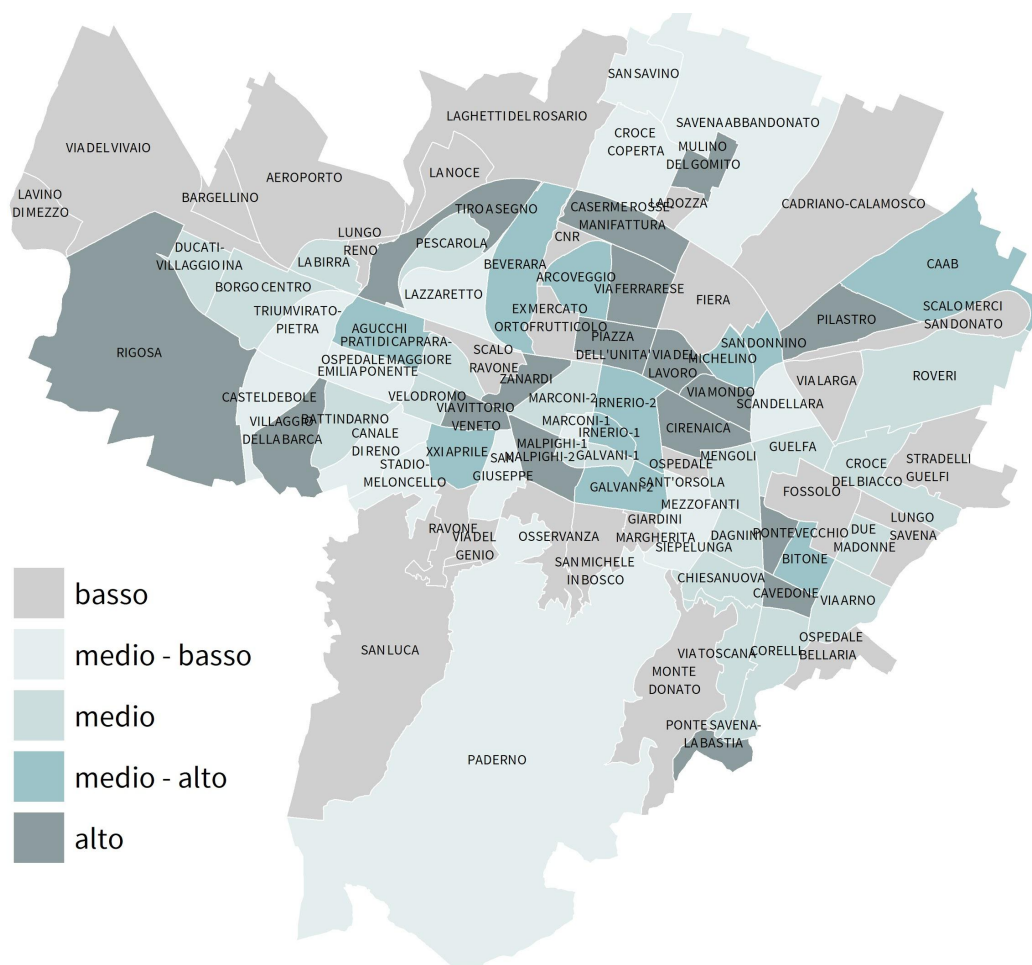 SAN SAVINO
LAGHETTI DEL ROSARIO
SAVENA ABBANDONATO
CROCE
COPERTA
MULINO
DEL GOMITO
VIA DEL VIVAIO
LA NOCE
AEROPORTO
LAVINO
DI MEZZO
BARGELLINO
LA DOZZA
CADRIANO-CALAMOSCO
TIRO A SEGNO
CASERME ROSSE
MANIFATTURA
LUNGO
RENO
CNR
PESCAROLA
DUCATI-
VILLAGGIO INA
LA BIRRA
BEVERARA
CAAB
ARCOVEGGIO
BORGO CENTRO
LAZZARETTO
VIA FERRARESE
FIERA
TRIUMVIRATO-
PIETRA
EX MERCATO
ORTOFRUTTICOLO
SCALO MERCI
SAN DONATO
PILASTRO
AGUCCHI
PRATI DI CAPRARA-
OSPEDALE MAGGIORE
PIAZZA
DELL'UNITA'
SAN DONNINO
RIGOSA
SCALO
RAVONE
VIA DEL
LAVORO
MICHELINO
EMILIA PONENTE
ZANARDI
VIA LARGA
ROVERI
CASTELDEBOLE
VELODROMO
MARCONI-2
IRNERIO-2
VIA MONDO
SCANDELLARA
VILLAGGIO
DELLA BARCA
BATTINDARNO
VIA VITTORIO
VENETO
MARCONI-1
IRNERIO-1
CIRENAICA
CANALE
DI RENO
MALPIGHI-1
GUELFA
XXI APRILE
SAN
GIUSEPPE
MALPIGHI-2
GALVANI-1
MENGOLI
STADIO-
MELONCELLO
OSPEDALE
SANT'ORSOLA
CROCE
DEL BIACCO
STRADELLI
GUELFI
GALVANI-2
FOSSOLO
MEZZOFANTI
RAVONE
VIA DEL
GENIO
OSSERVANZA
GIARDINI
MARGHERITA
DAGNINI
PONTEVECCHIO
DUE
MADONNE
LUNGO
SAVENA
SIEPELUNGA
SAN MICHELE
IN BOSCO
BITONE
CHIESANUOVA
CAVEDONE
VIA ARNO
basso
SAN LUCA
VIA TOSCANA
CORELLI
OSPEDALE
BELLARIA
medio - basso
MONTE
DONATO
medio
PONTE SAVENA-
LA BASTIA
PADERNO
medio - alto
alto